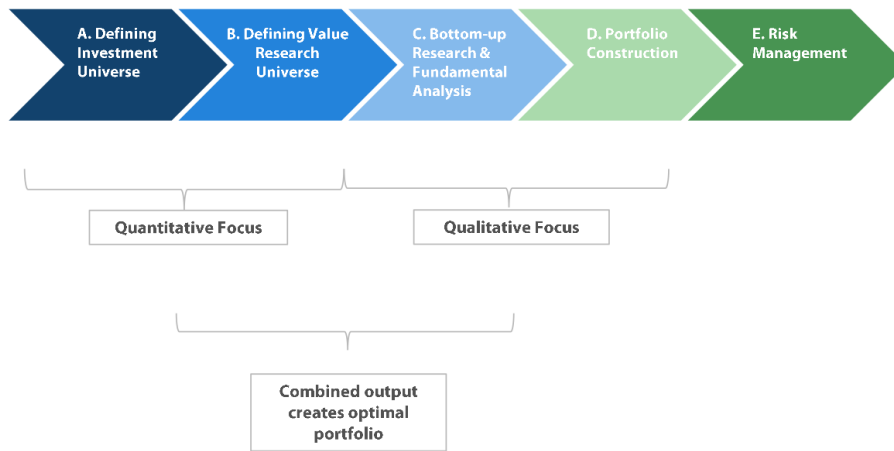 A. Defining
Investment
Universe
B. Defining Value
Research
Universe
C. Bottom-up
Research &
Fundamental
Analysis
D. Portfolio
Construction
E. Risk
Management
Quantitative Focus
Qualitative Focus
Combined output
creates optimal
portfolio